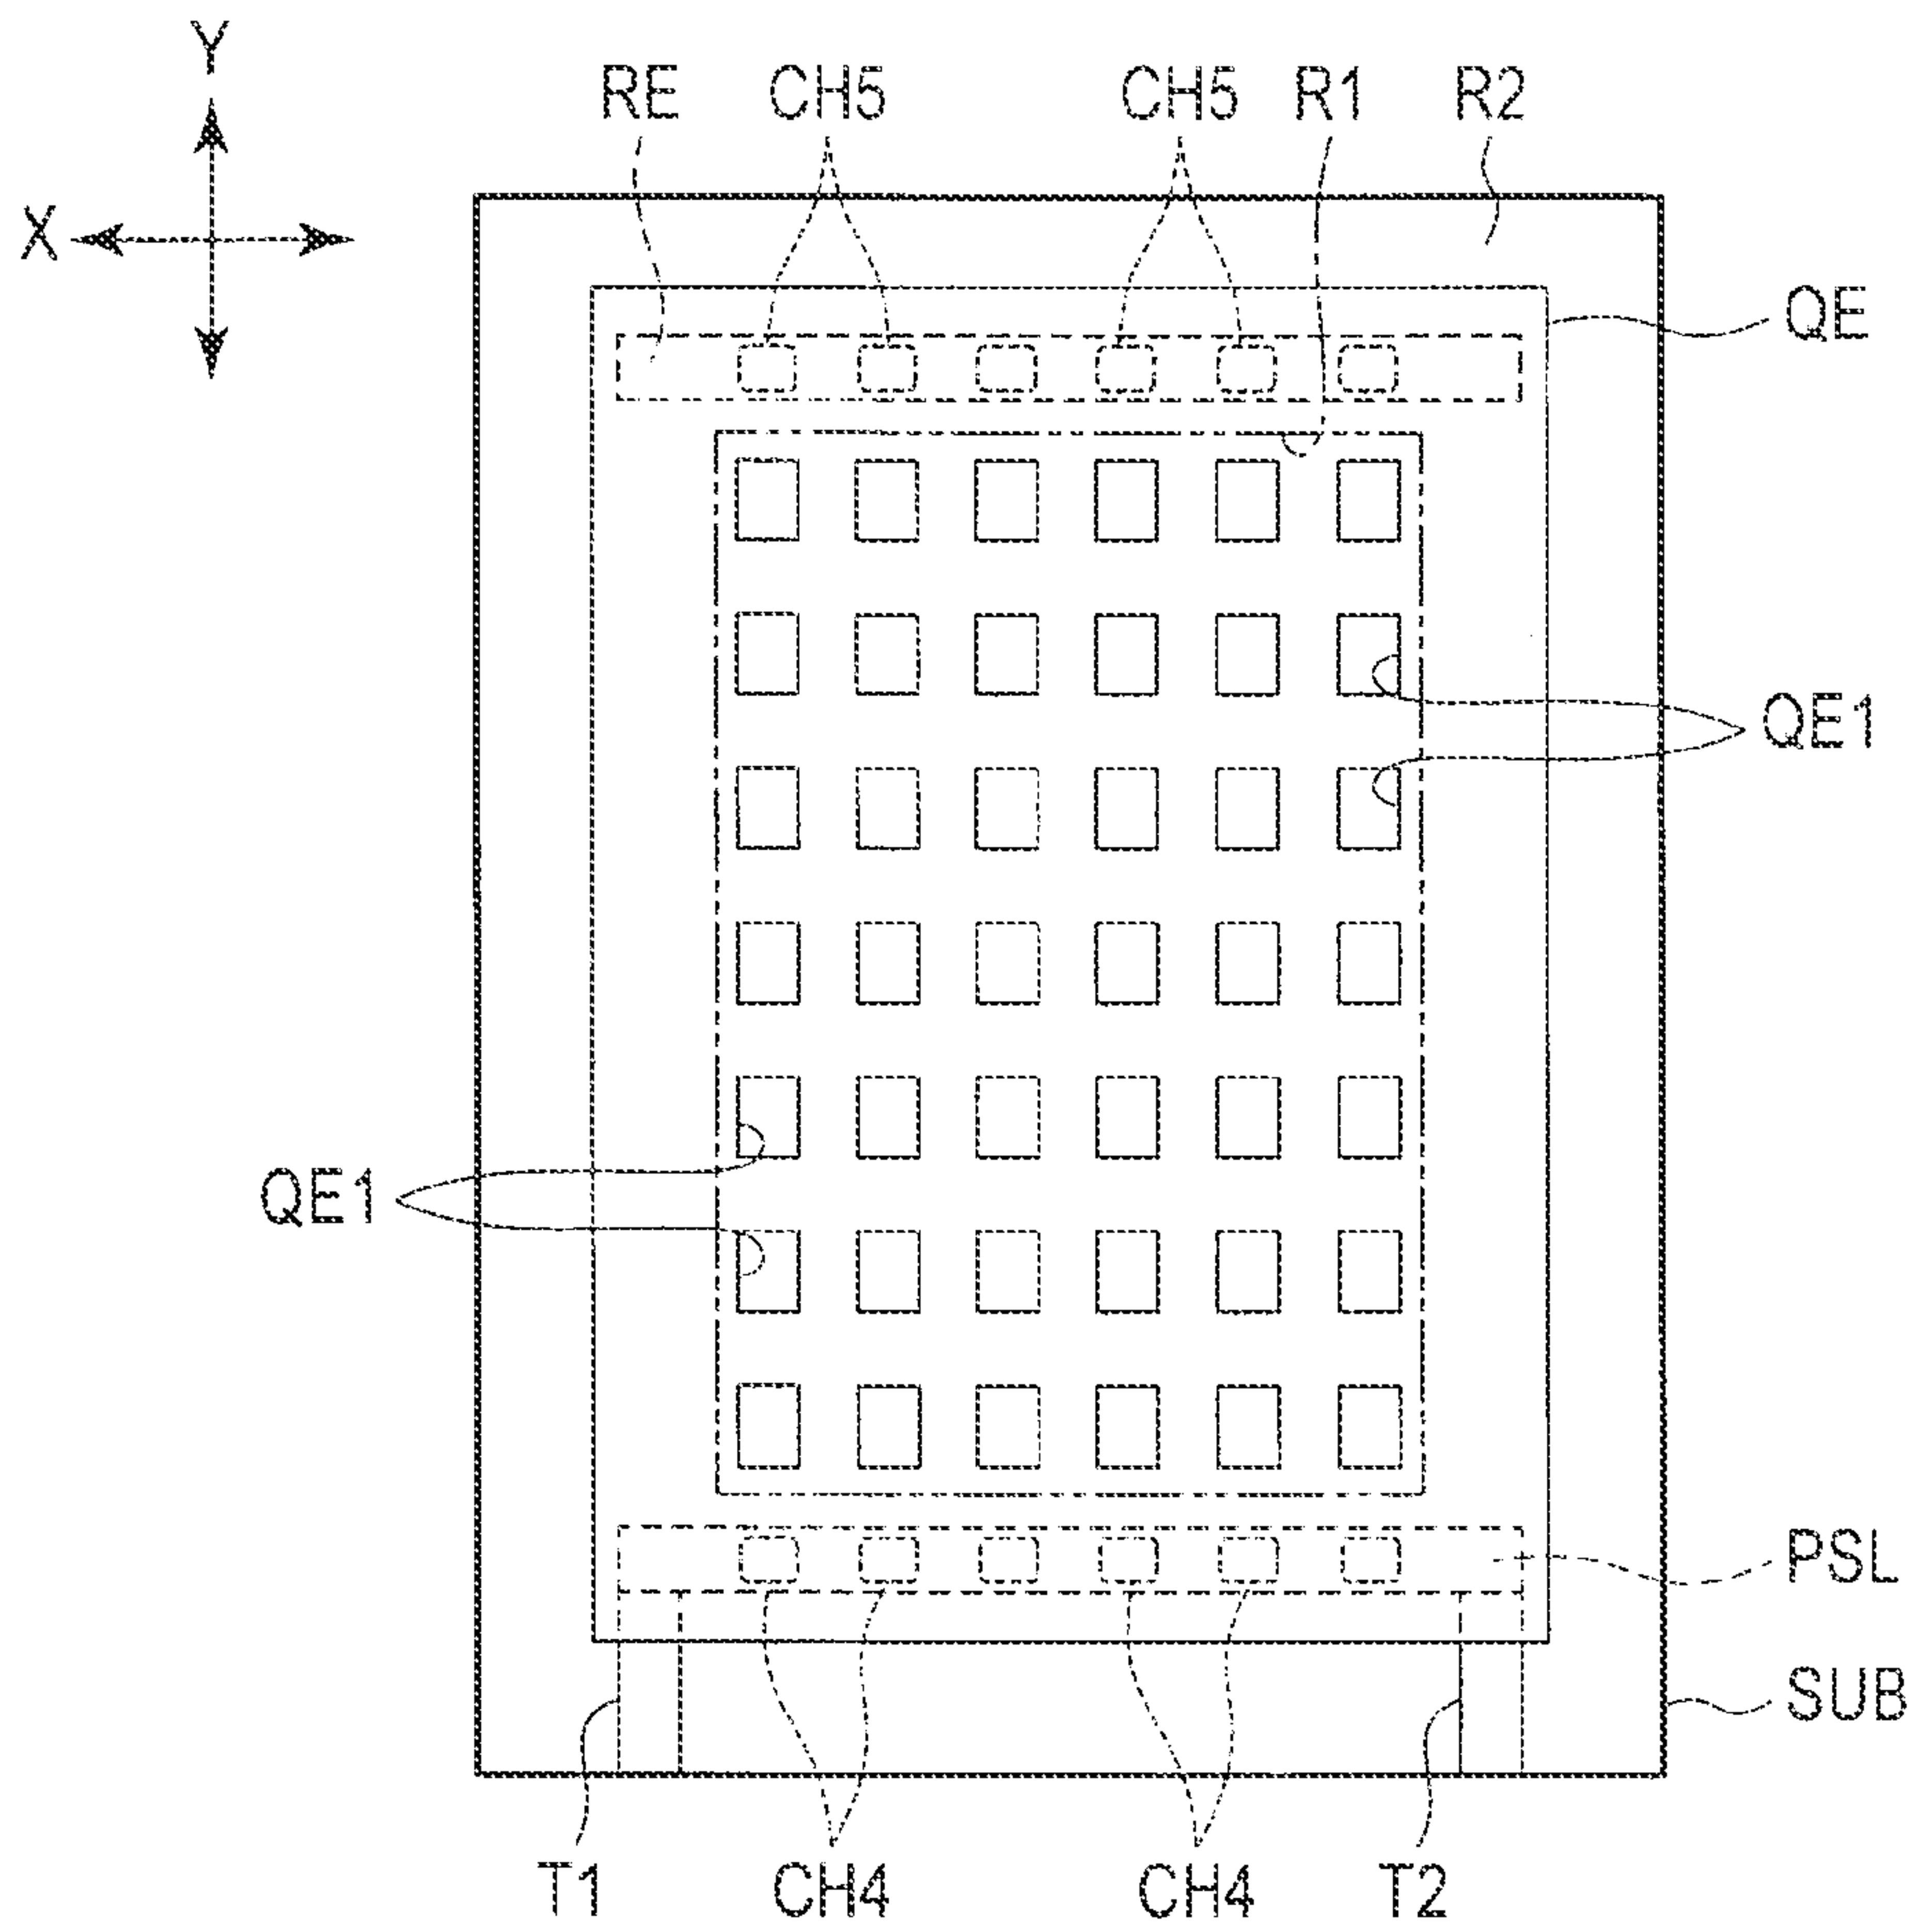 Y
RE CH5 CH5 R1 R2
X
QE
QE1
QE1
PSL
SUB
T1 CH4 CH4 T2